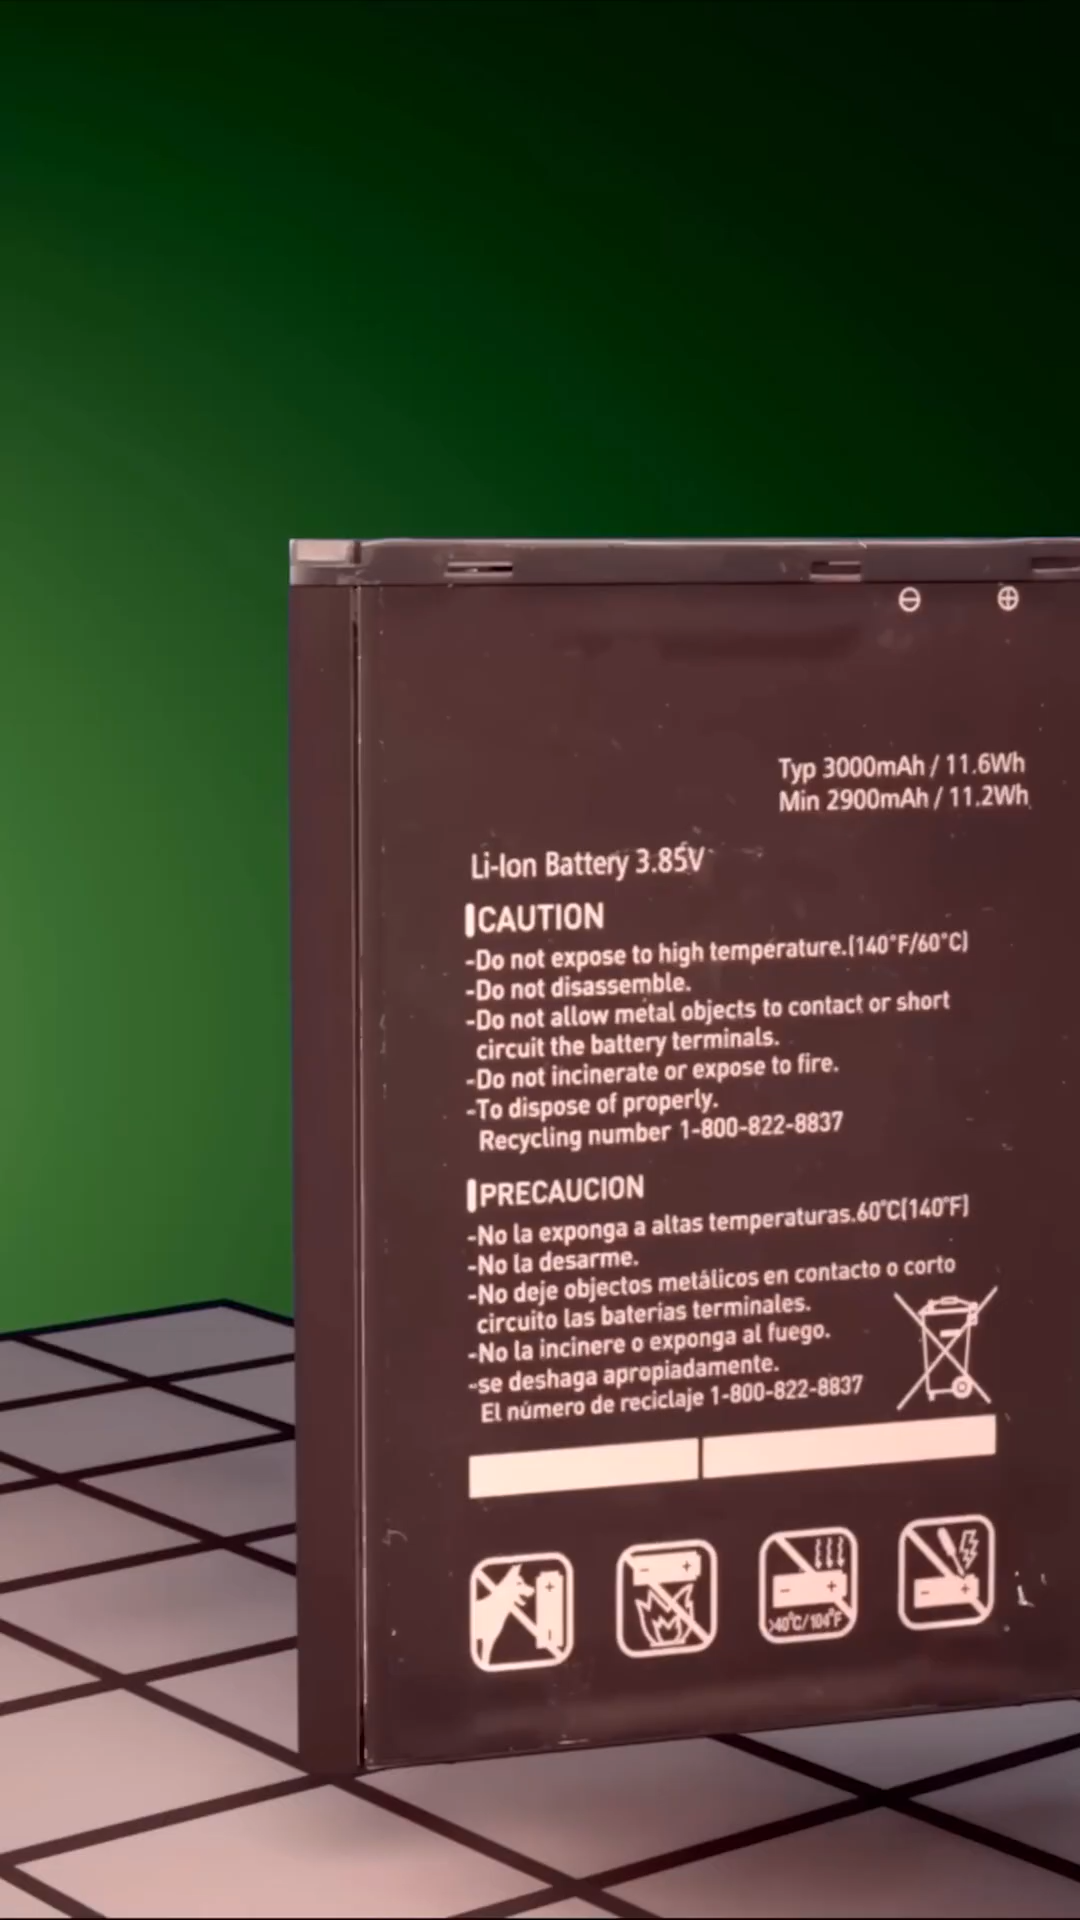 ⊖ ⊕
Typ 3000mAh / 11.6Wh
Min 2900mAh / 11.2Wh
Li-Ion Battery 3.85V
CAUTION
-Do not expose to high temperature.(140°F/60°C)
-Do not disassemble.
-Do not allow metal objects to contact or short
circuit the battery terminals.
-Do not incinerate or expose to fire.
-To dispose of properly.
Recycling number 1-800-822-8837
PRECAUCION
-No la exponga a altas temperaturas.60°C(140°F)
-No la desarme.
-No deje objectos metálicos en contacto o corto
circuito las baterías terminales.
-No la incinere o exponga al fuego.
-se deshaga apropiadamente.
El número de reciclaje 1-800-822-8837
>40°C/104°F